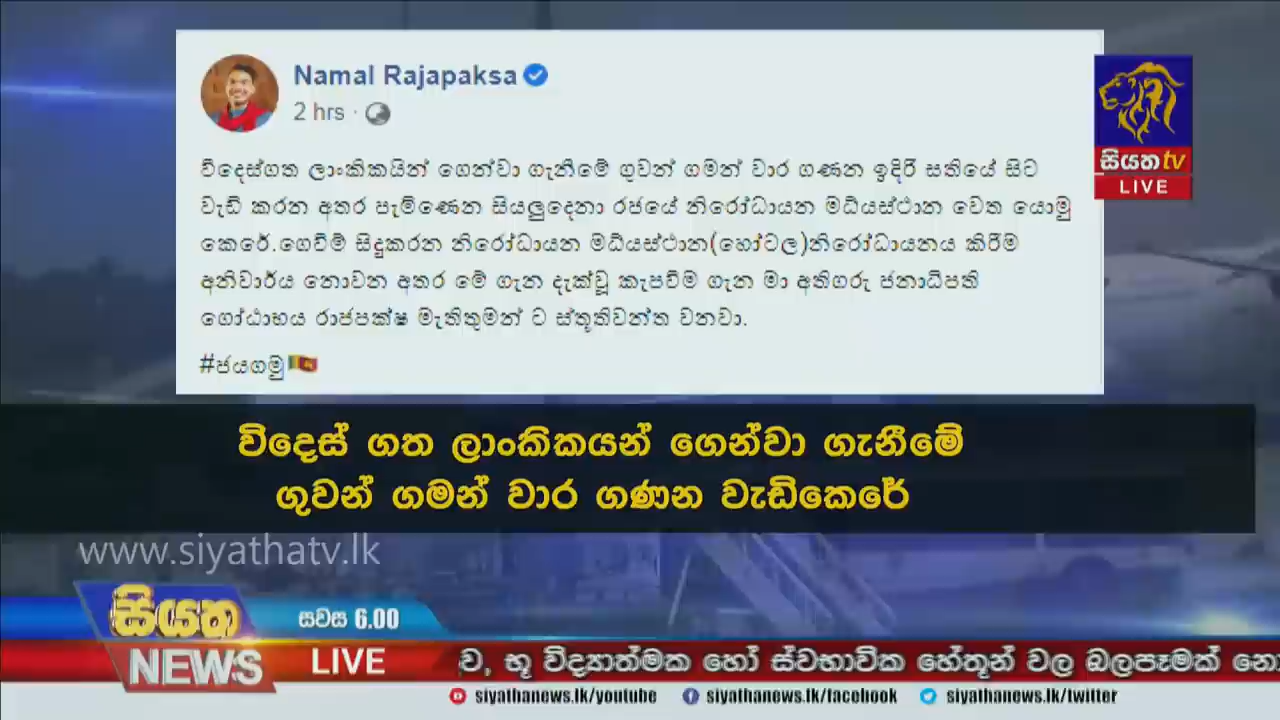 Namal Rajapaksa
2 hrs ·
විදෙස්ගත ලාංකිකයින් ගෙන්වා ගැනීමේ ගුවන් ගමන් වාර ගණන ඉදිරි සතියේ සිට
වැඩි කරන අතර පැමිණෙන සියලුදෙනා රජයේ නිරෝධායන මධ්‍යස්ථාන වෙත යොමු
කෙරේ.ගෙවීම් සිදුකරන නිරෝධායන මධ්‍යස්ථාන(හෝටල)නිරෝධායනය කිරීම
අනිවාර්ය නොවන අතර මේ ගැන දැක්වූ කැපවීම ගැන මා අතිගරු ජනාධිපති
ගෝඨාභය රාජපක්ෂ මැතිතුමන් ට ස්තූතිවන්ත වනවා.
#ජයගමු
සියත tv
LIVE
විදෙස් ගත ලාංකිකයන් ගෙන්වා ගැනීමේ
ගුවන් ගමන් වාර ගණන වැඩිකෙරේ
www.siyathatv.lk
සියත
NEWS
සවස 6.00
LIVE
ව, භූ විද්‍යාත්මක හෝ ස්වභාවික හේතූන් වල බලපෑමක් නො
siyathanews.lk/youtube siyathanews.lk/facebook siyathanews.lk/twitter